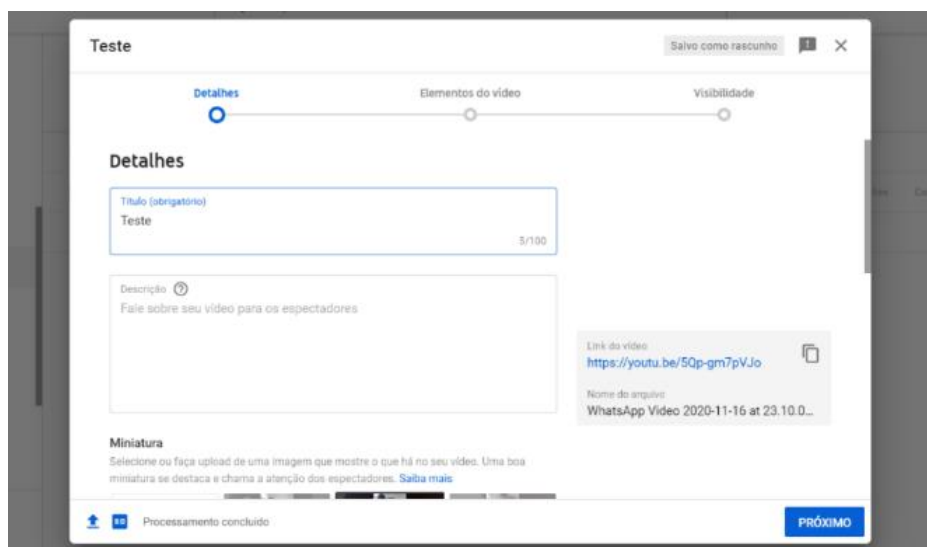 Teste
Salvo como rascunho
Detalhes
Elementos do vídeo
Visibilidade
Detalhes
Título (obrigatório)
Teste
5/100
Descrição
Fale sobre seu vídeo para os espectadores
Link do vídeo
https://youtu.be/5Qp-gm7pVJo
Nome do arquivo
WhatsApp Video 2020-11-16 at 23.10.0...
Miniatura
Selecione ou faça upload de uma imagem que mostre o que há no seu vídeo. Uma boa
miniatura se destaca e chama a atenção dos espectadores. Saiba mais
Processamento concluído
PRÓXIMO